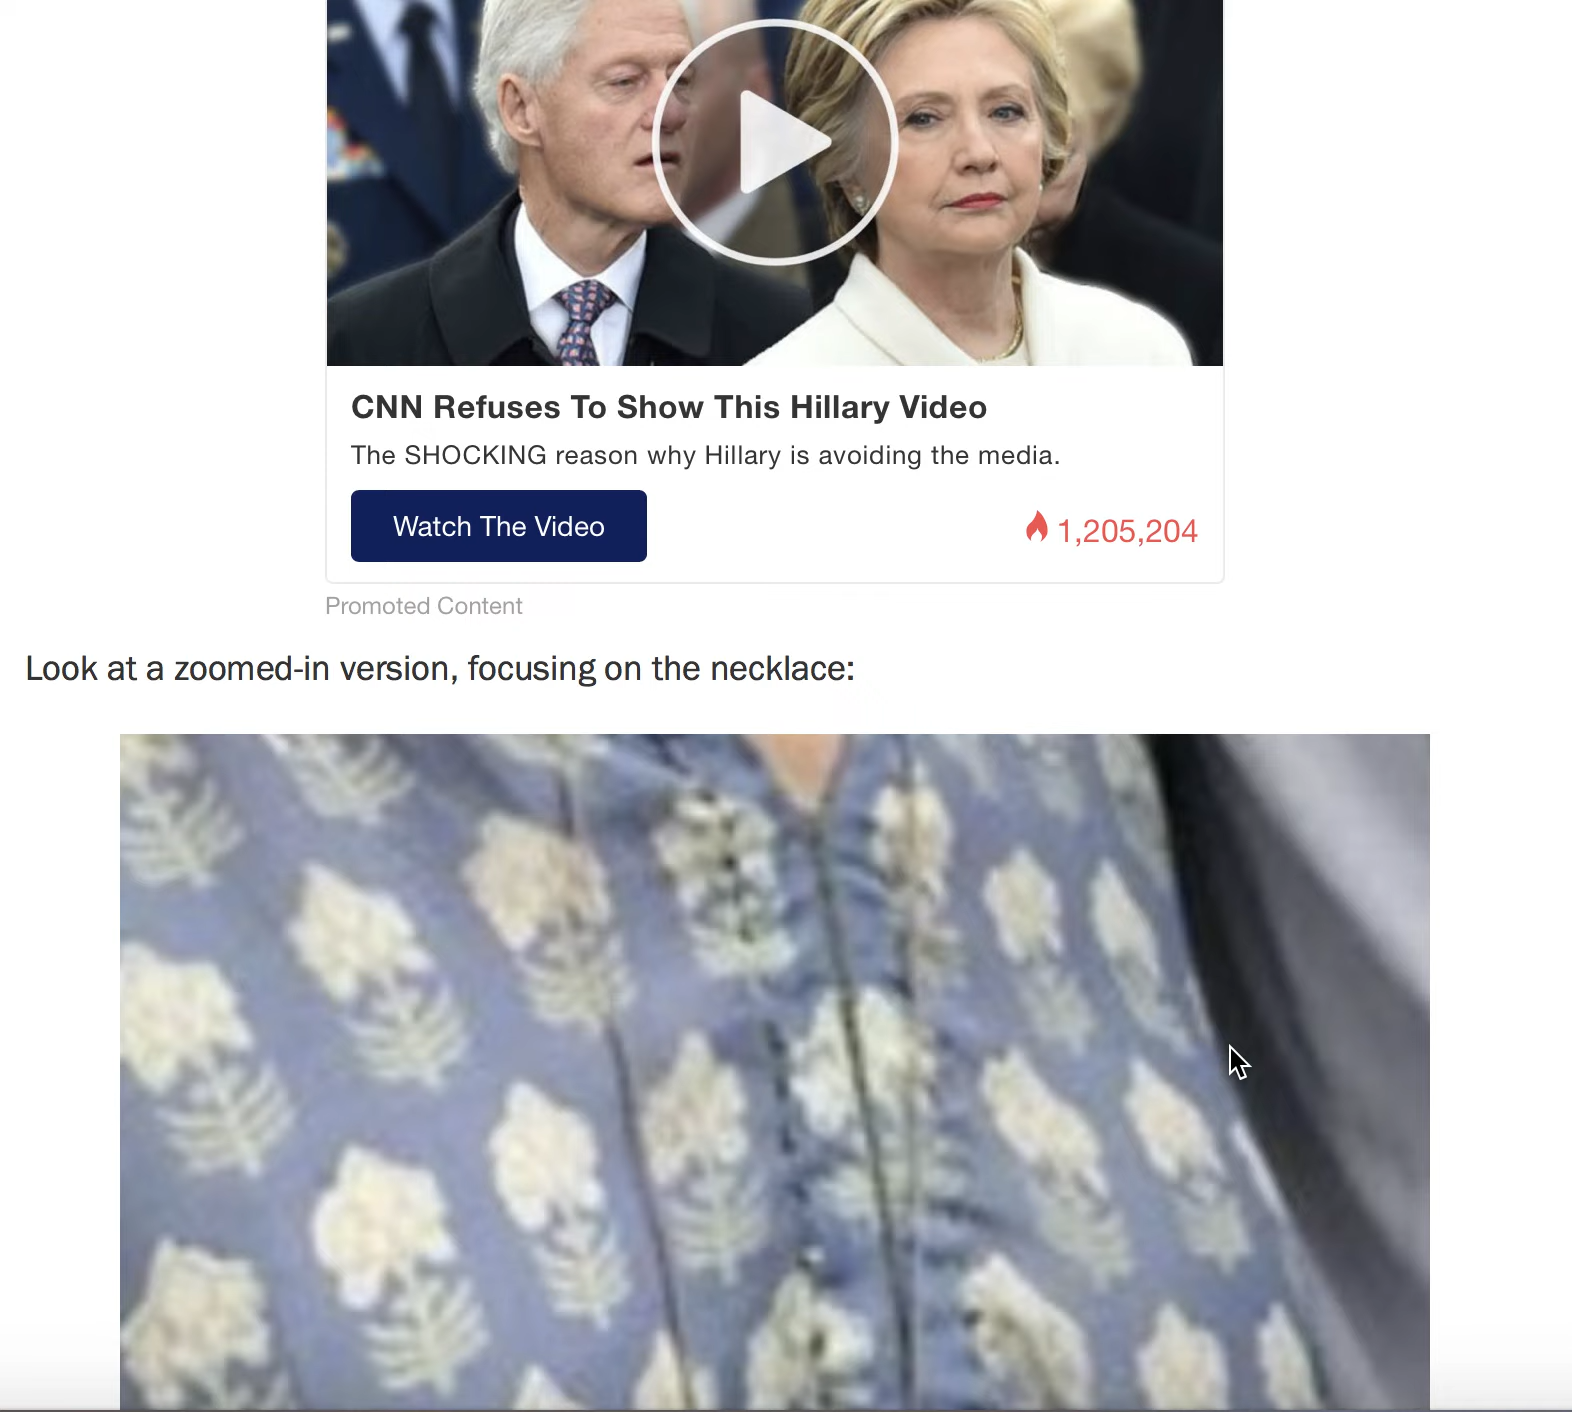 CNN Refuses To Show This Hillary Video
The SHOCKING reason why Hillary is avoiding the media.
Watch The Video
1,205,204
Promoted Content
Look at a zoomed-in version, focusing on the necklace: